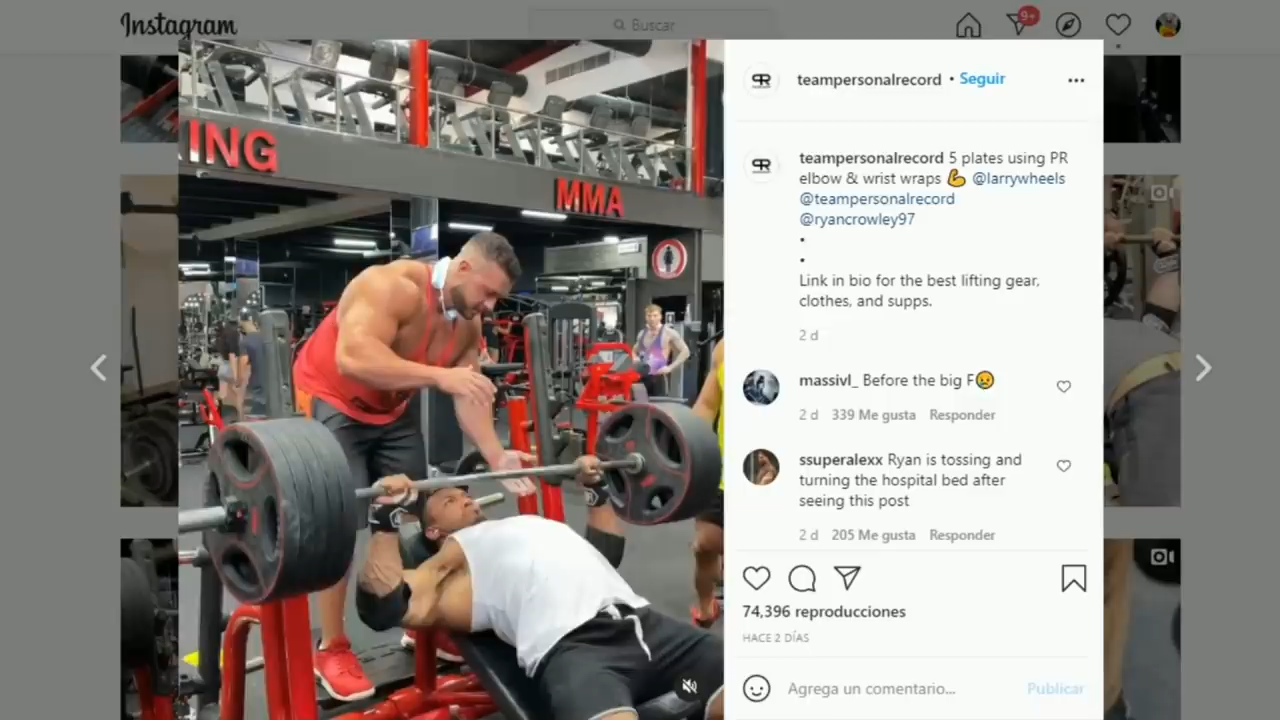 Instagram
Buscar
9+
ING
MMA
PR
teampersonalrecord • Seguir
PR
teampersonalrecord 5 plates using PR
elbow & wrist wraps 💪 @larrywheels
@teampersonalrecord
@ryancrowley97
•
•
Link in bio for the best lifting gear,
clothes, and supps.
2 d
massivl_ Before the big F😢
2 d 339 Me gusta Responder
ssuperalexx Ryan is tossing and
turning the hospital bed after
seeing this post
2 d 205 Me gusta Responder
74,396 reproducciones
HACE 2 DÍAS
Agrega un comentario... Publicar